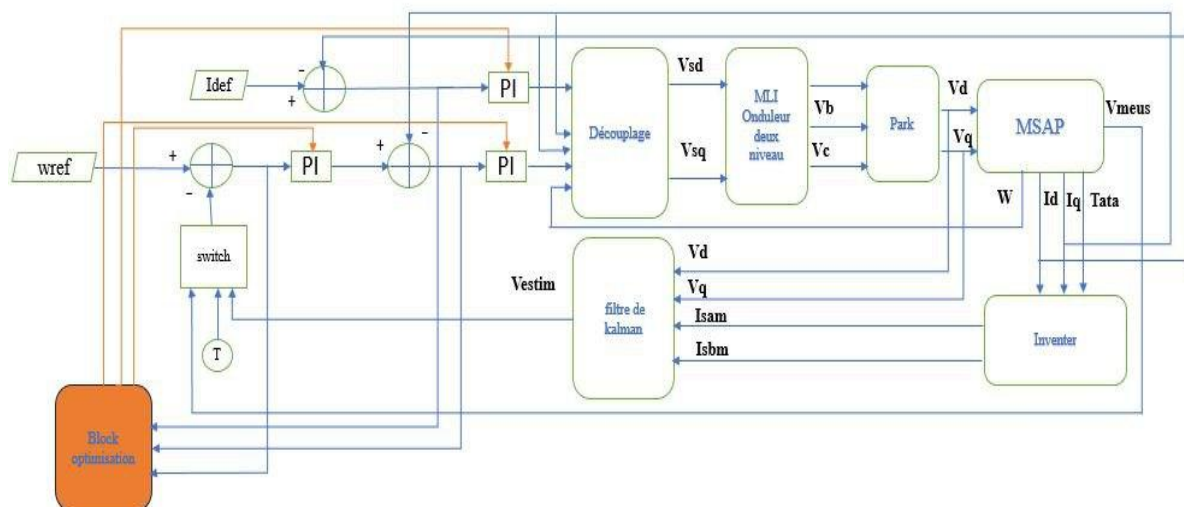 Idef
−
+
PI
Découplage
Vsd
Vsq
MLI
Onduleur
deux
niveau
Vb
Vc
Park
Vd
Vq
MSAP
Vmeus
wref
+
−
PI
+
−
PI
W
Id
Iq
Tata
switch
T
Vestim
filtre de
kalman
Vd
Vq
Isam
Isbm
Inventer
Block
optimisation